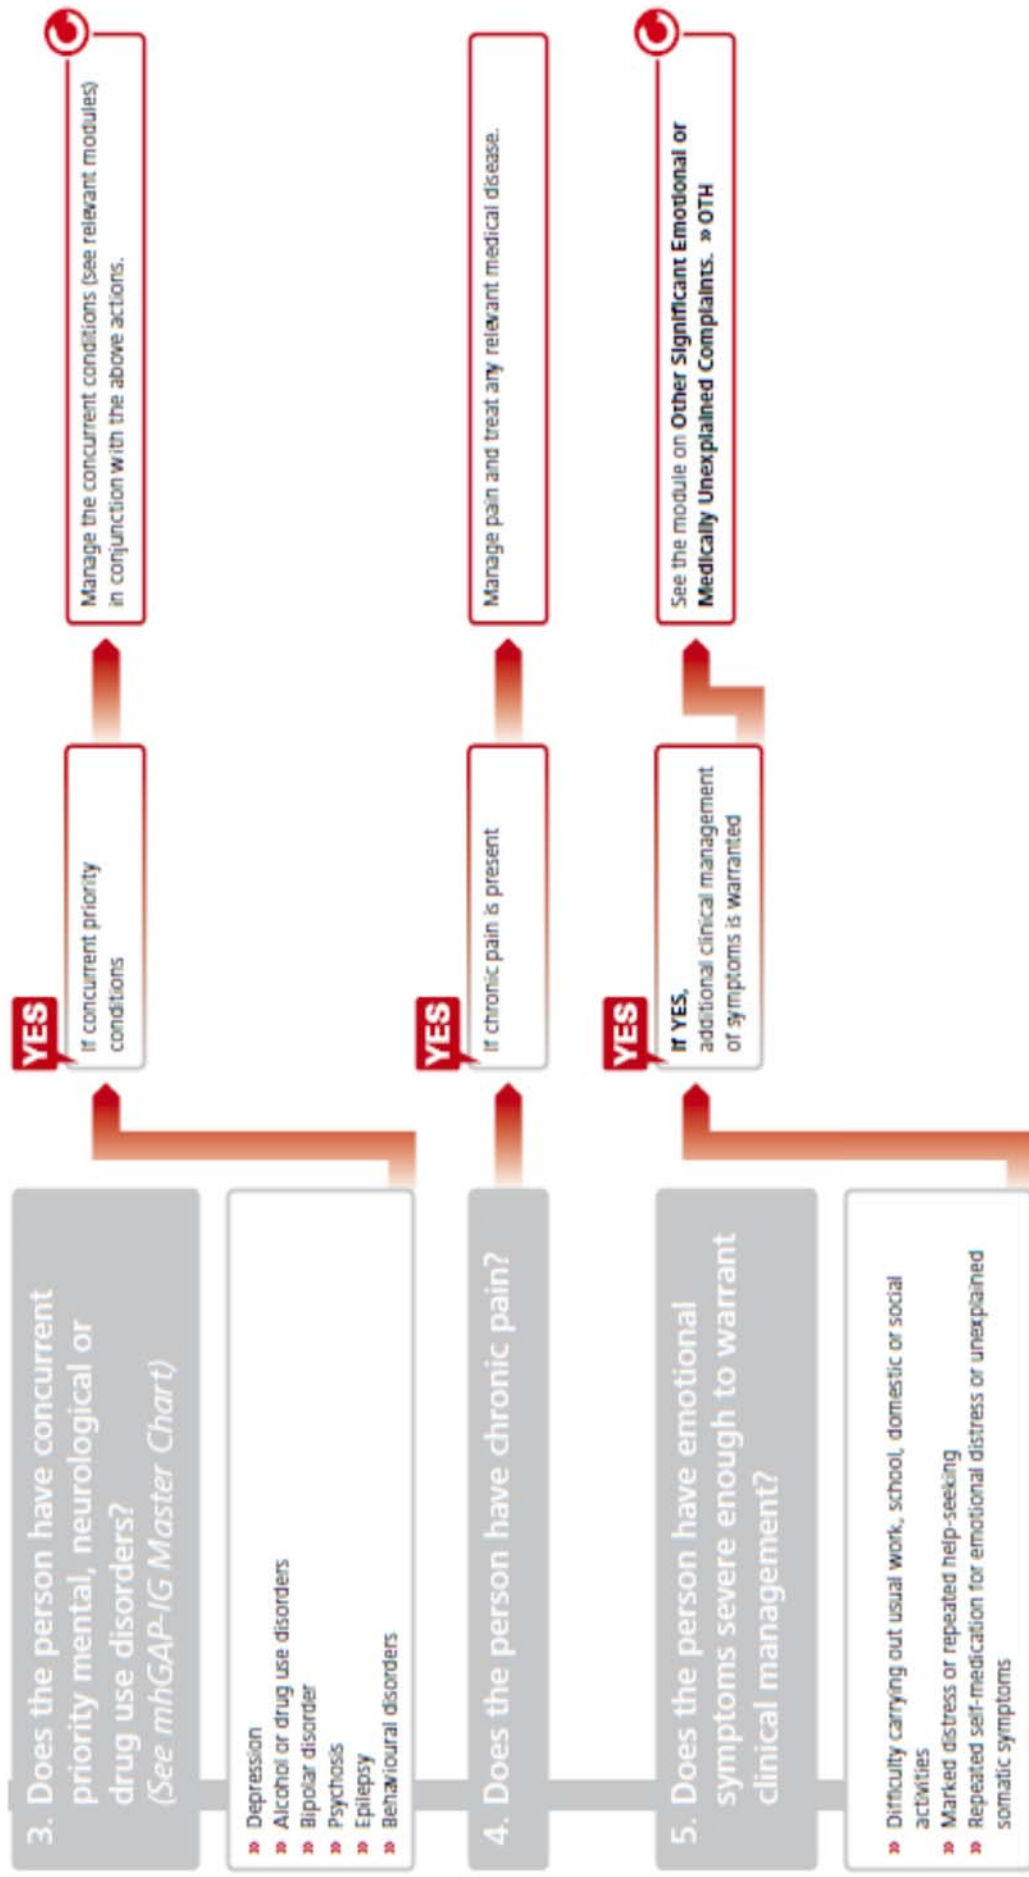 3. Does the person have concurrent
priority mental, neurological or
drug use disorders?
(See mhGAP-IG Master Chart)
» Depression
» Alcohol or drug use disorders
» Bipolar disorder
» Psychosis
» Epilepsy
» Behavioural disorders
YES
If concurrent priority
conditions
Manage the concurrent conditions (see relevant modules)
in conjunction with the above actions.
4. Does the person have chronic pain?
YES
If chronic pain is present
Manage pain and treat any relevant medical disease.
5. Does the person have emotional
symptoms severe enough to warrant
clinical management?
» Difficulty carrying out usual work, school, domestic or social
activities
» Marked distress or repeated help-seeking
» Repeated self-medication for emotional distress or unexplained
somatic symptoms
YES
If YES,
additional clinical management
of symptoms is warranted
See the module on Other Significant Emotional or
Medically Unexplained Complaints. » OTH